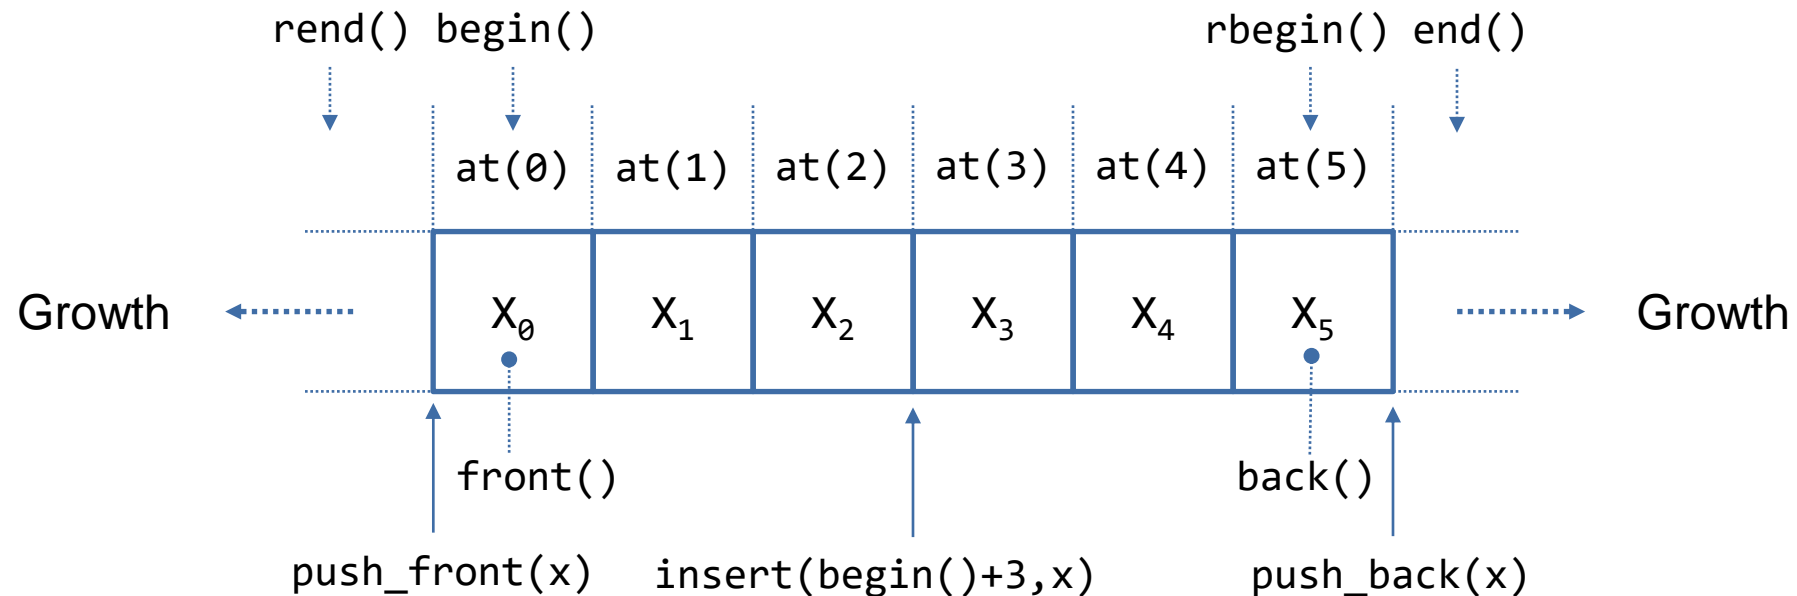 rend() begin() rbegin() end()
at(0) at(1) at(2) at(3) at(4) at(5)
Growth X₀ X₁ X₂ X₃ X₄ X₅ Growth
front() back()
push_front(x) insert(begin()+3,x) push_back(x)